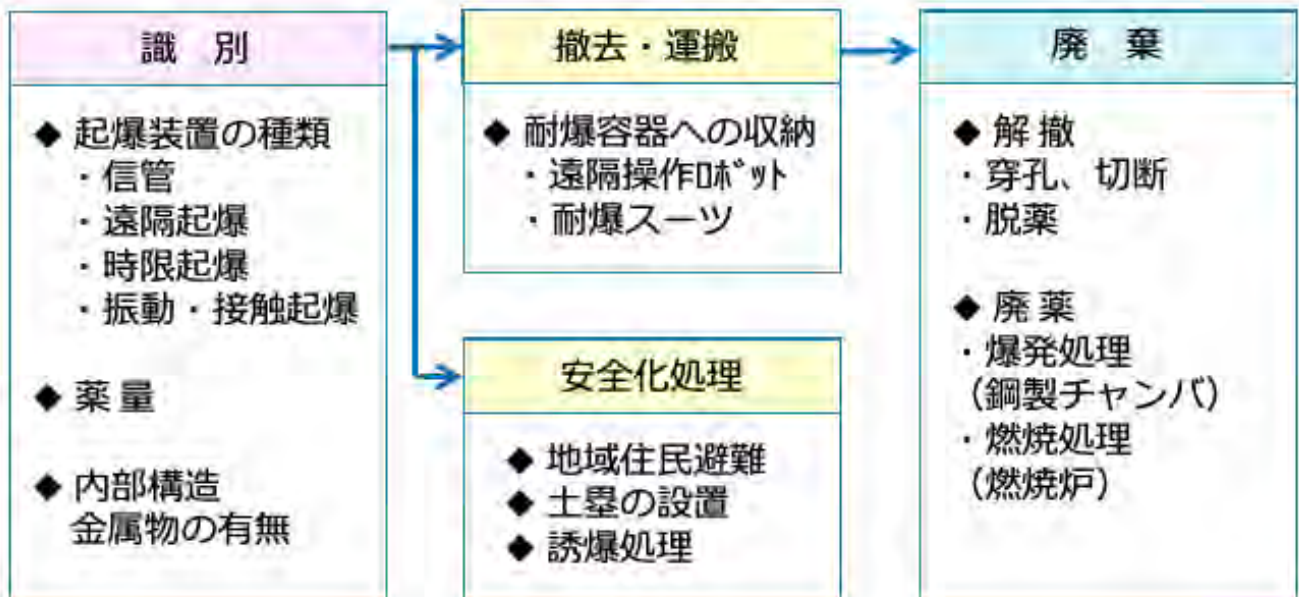 識 別
◆ 起爆装置の種類
・信管
・遠隔起爆
・時限起爆
・振動・接触起爆
◆ 薬 量
◆ 内部構造
金属物の有無
撤去・運搬
◆ 耐爆容器への収納
・遠隔操作ﾛﾎﾞｯﾄ
・耐爆スーツ
安全化処理
◆ 地域住民避難
◆ 土塁の設置
◆ 誘爆処理
廃 棄
◆ 解 撤
・穿孔、切断
・脱薬
◆ 廃 薬
・爆発処理
（鋼製チャンバ）
・燃焼処理
（燃焼炉）